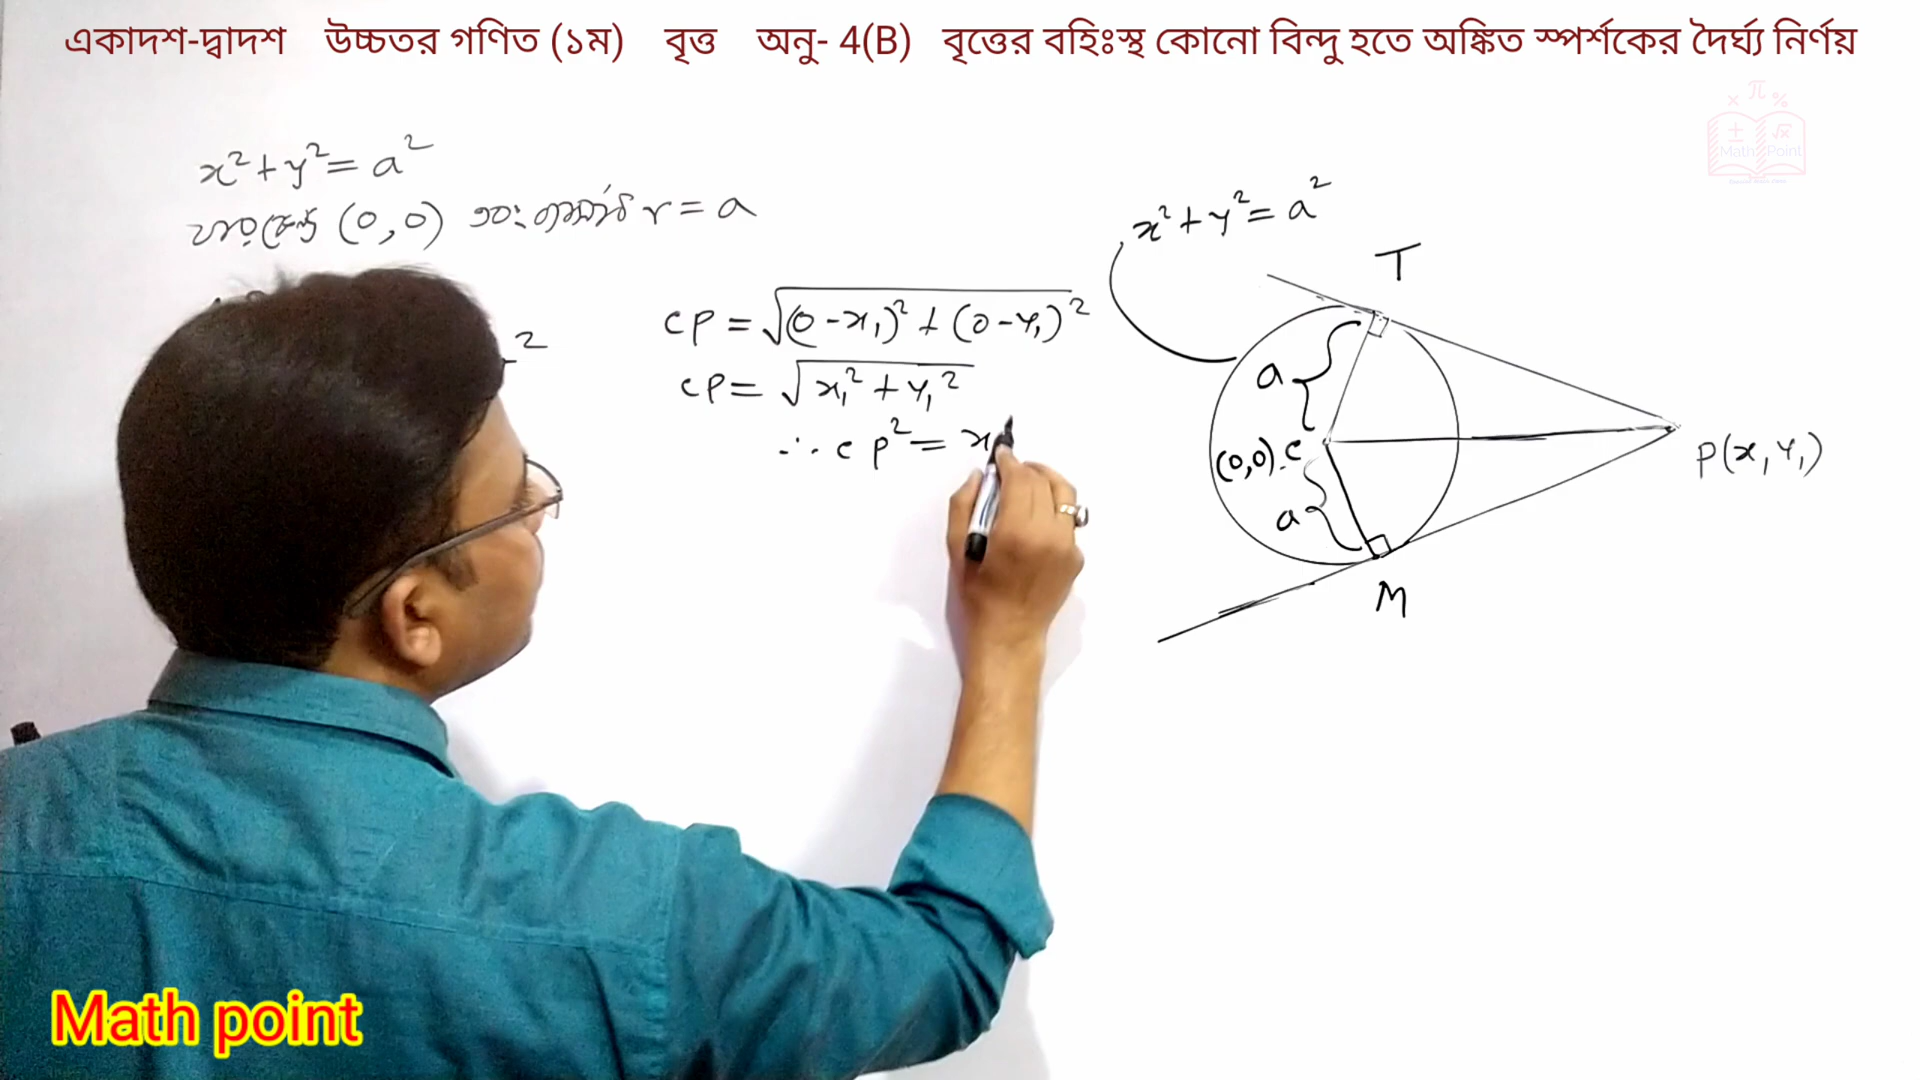 একাদশ-দ্বাদশ উচ্চতর গণিত (১ম) বৃত্ত অনু- 4(B) বৃত্তের বহিঃস্থ কোনো বিন্দু হতে অঙ্কিত স্পর্শকের দৈর্ঘ্য নির্ণয়
x² + y² = a²
(0,0) r = a
CP = √(0-x₁)² + (0-y₁)²
CP = √x₁² + y₁²
∴ CP² = x
x² + y² = a²
T
a
(0,0) C
P(x₁ y₁)
a
M
Math Point
Math point